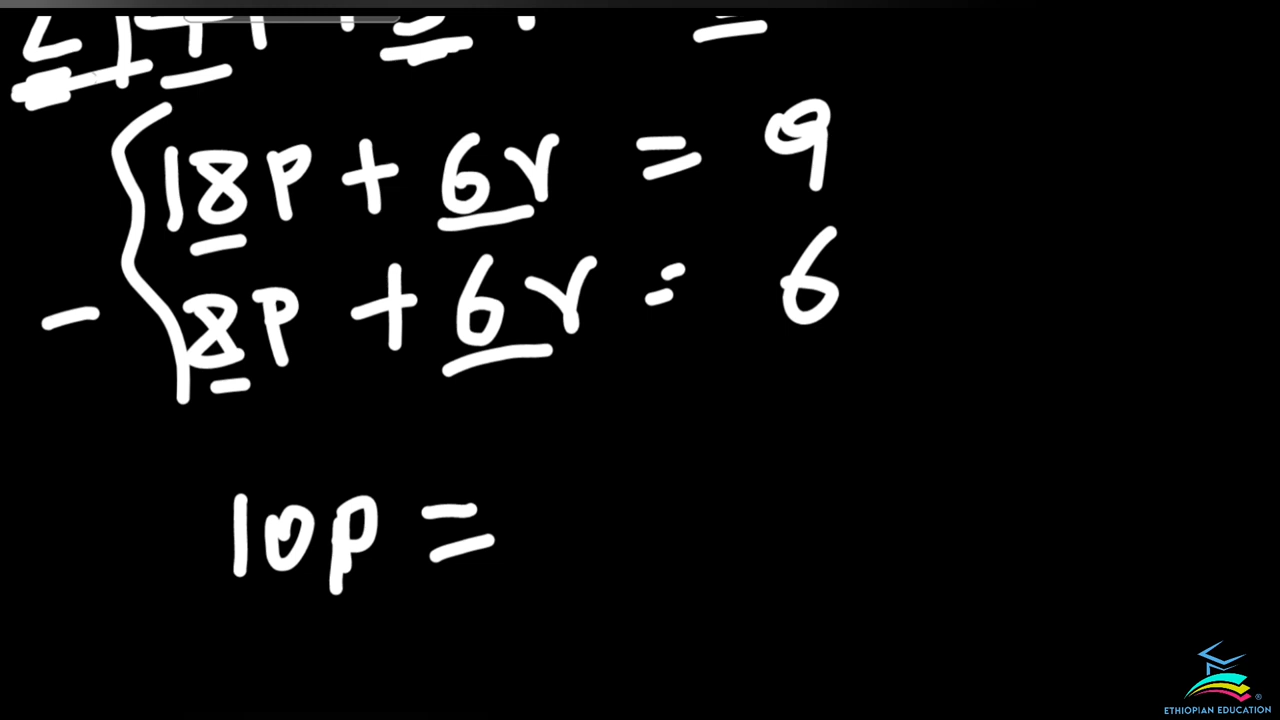 18p + 6r = 9
- 8p + 6r = 6
10p =
ETHIOPIAN EDUCATION